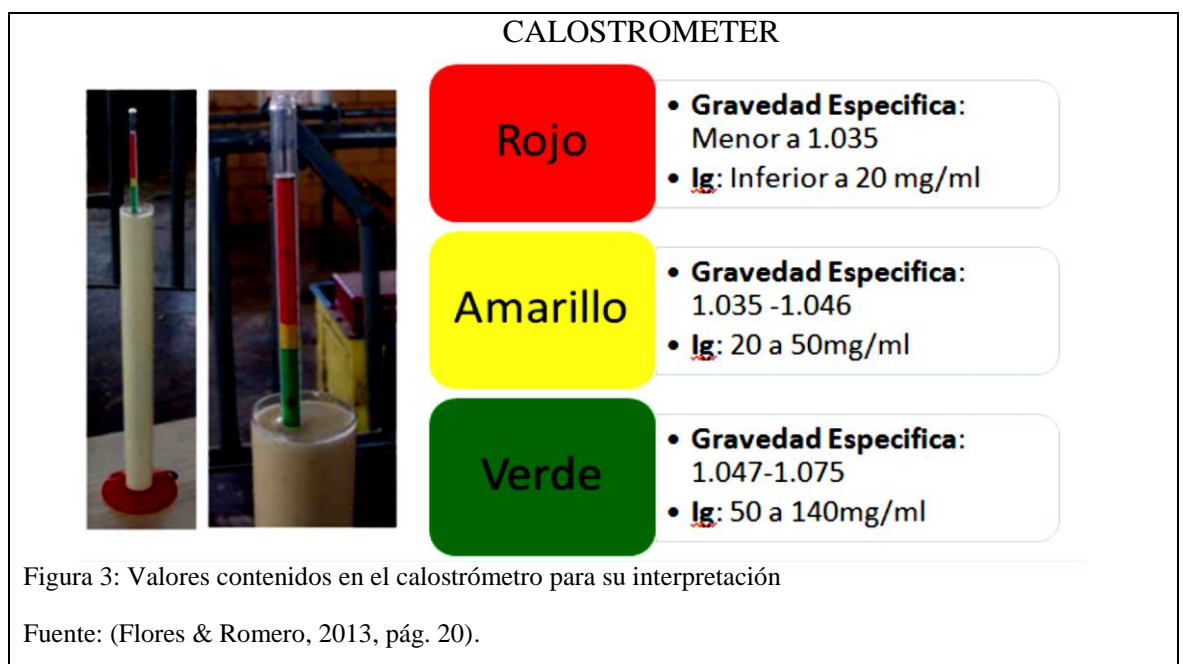 CALOSTROMETER
Rojo
• Gravedad Especifica:
Menor a 1.035
• Ig: Inferior a 20 mg/ml
Amarillo
• Gravedad Especifica:
1.035 -1.046
• Ig: 20 a 50mg/ml
Verde
• Gravedad Especifica:
1.047-1.075
• Ig: 50 a 140mg/ml
Figura 3: Valores contenidos en el calostrómetro para su interpretación
Fuente: (Flores & Romero, 2013, pág. 20).